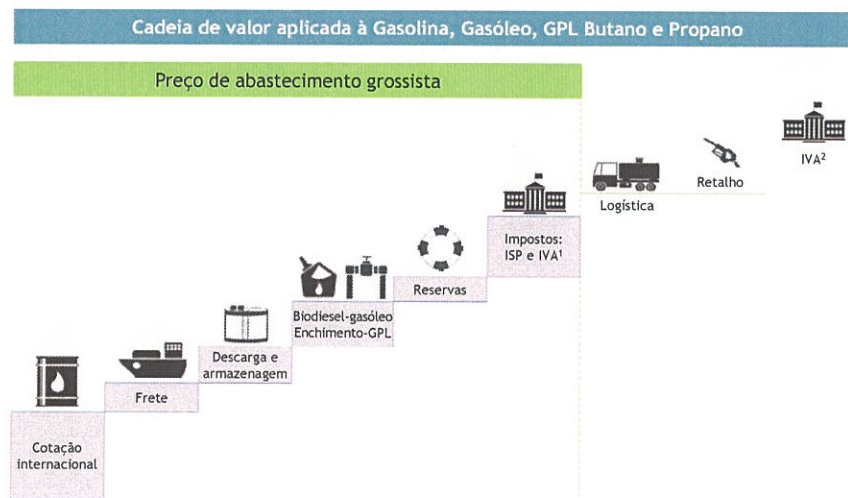 Cadeia de valor aplicada à Gasolina, Gasóleo, GPL Butano e Propano
Preço de abastecimento grossista
Cotação
internacional
Frete
Descarga e
armazenagem
Biodiesel-gasóleo
Enchimento-GPL
Reservas
Impostos:
ISP e IVA¹
Logística
Retalho
IVA²